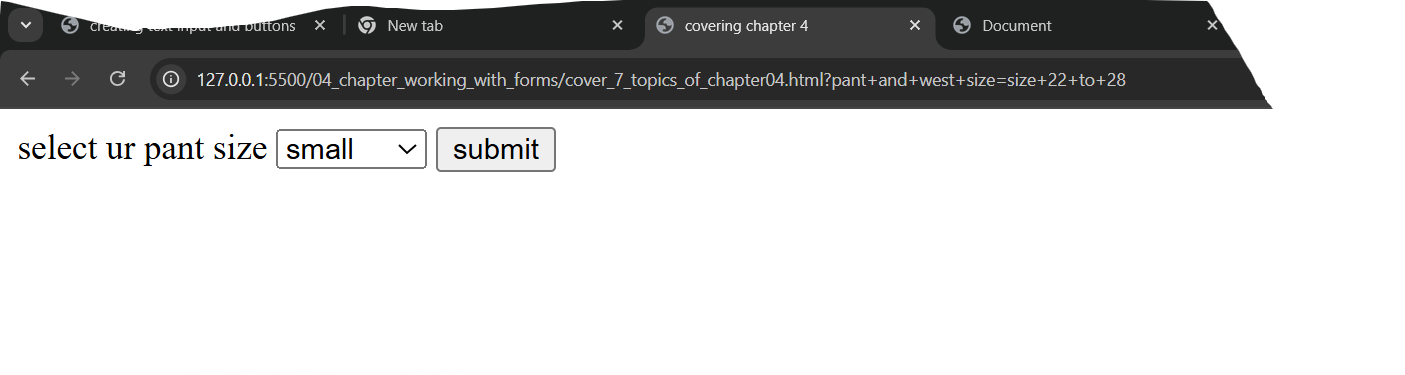 creating text input and buttons
New tab
covering chapter 4
Document
127.0.0.1:5500/04_chapter_working_with_forms/cover_7_topics_of_chapter04.html?pant+and+west+size=size+22+to+28
select ur pant size small submit